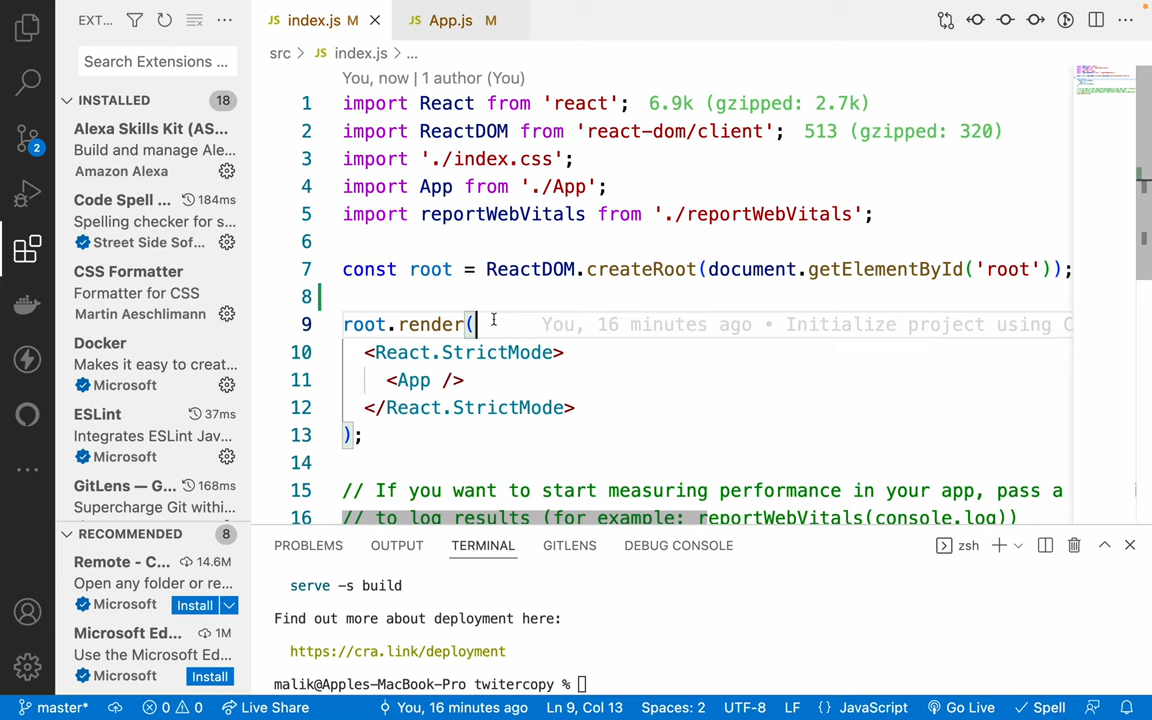 EXT...
JS index.js M
JS App.js M
Search Extensions ...
src > JS index.js > ...
You, now | 1 author (You)
INSTALLED 18
Alexa Skills Kit (AS...
Build and manage Ale...
Amazon Alexa
Code Spell ... 184ms
Spelling checker for s...
Street Side Sof...
CSS Formatter
Formatter for CSS
Martin Aeschlimann
Docker
Makes it easy to creat...
Microsoft
ESLint 37ms
Integrates ESLint Jav...
Microsoft
GitLens — G... 168ms
Supercharge Git withi...
RECOMMENDED 8
Remote - C... 14.6M
Open any folder or re...
Microsoft Install
Microsoft Ed... 1M
Use the Microsoft Ed...
Microsoft Install
2
1 import React from 'react'; 6.9k (gzipped: 2.7k)
2 import ReactDOM from 'react-dom/client'; 513 (gzipped: 320)
3 import './index.css';
4 import App from './App';
5 import reportWebVitals from './reportWebVitals';
6
7 const root = ReactDOM.createRoot(document.getElementById('root'));
8
9 root.render( You, 16 minutes ago • Initialize project using C
10 <React.StrictMode>
11 <App />
12 </React.StrictMode>
13 );
14
15 // If you want to start measuring performance in your app, pass a
16 // to log results (for example: reportWebVitals(console.log))
PROBLEMS OUTPUT TERMINAL GITLENS DEBUG CONSOLE zsh
serve -s build
Find out more about deployment here:
https://cra.link/deployment
malik@Apples-MacBook-Pro twitercopy %
master* 0 0 Live Share You, 16 minutes ago Ln 9, Col 13 Spaces: 2 UTF-8 LF {} JavaScript Go Live Spell